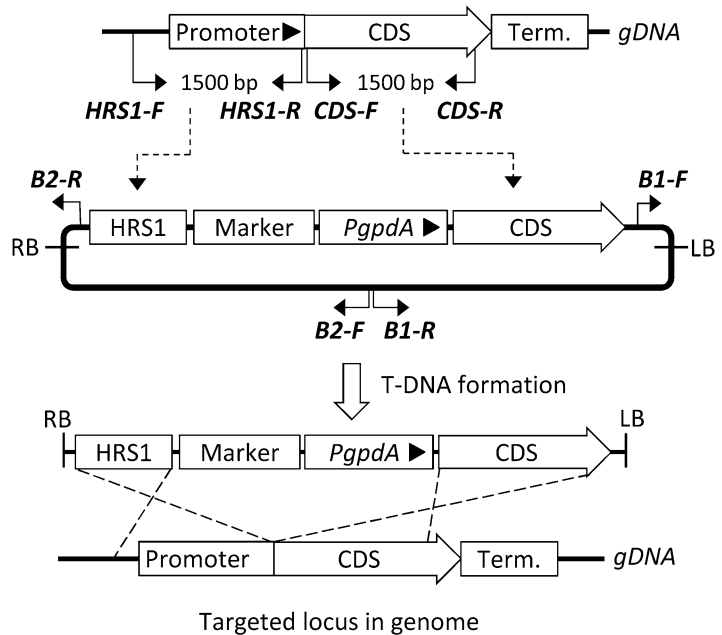 Promoter CDS Term. gDNA
1500 bp 1500 bp
HRS1-F HRS1-R CDS-F CDS-R
B2-R B1-F
HRS1 Marker PgpdA CDS
RB LB
B2-F B1-R
T-DNA formation
RB LB
HRS1 Marker PgpdA CDS
Promoter CDS Term. gDNA
Targeted locus in genome